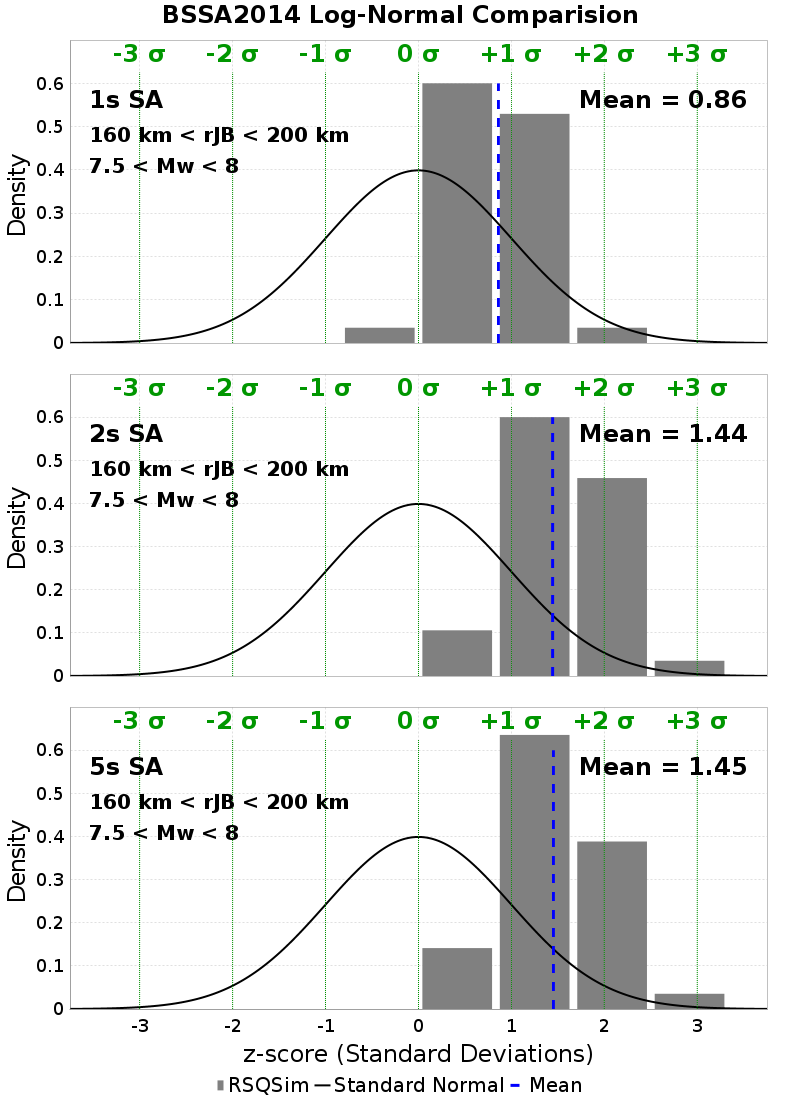 BSSA2014 Log-Normal Comparision
-3 σ -2 σ -1 σ 0 σ +1 σ +2 σ +3 σ
1s SA
Mean = 0.86
160 km < rJB < 200 km
7.5 < Mw < 8
Density
0.6
0.5
0.4
0.3
0.2
0.1
0
-3 σ -2 σ -1 σ 0 σ +1 σ +2 σ +3 σ
2s SA
Mean = 1.44
160 km < rJB < 200 km
7.5 < Mw < 8
Density
0.6
0.5
0.4
0.3
0.2
0.1
0
-3 σ -2 σ -1 σ 0 σ +1 σ +2 σ +3 σ
5s SA
Mean = 1.45
160 km < rJB < 200 km
7.5 < Mw < 8
Density
0.6
0.5
0.4
0.3
0.2
0.1
0
-3 -2 -1 0 1 2 3
z-score (Standard Deviations)
RSQSim Standard Normal Mean